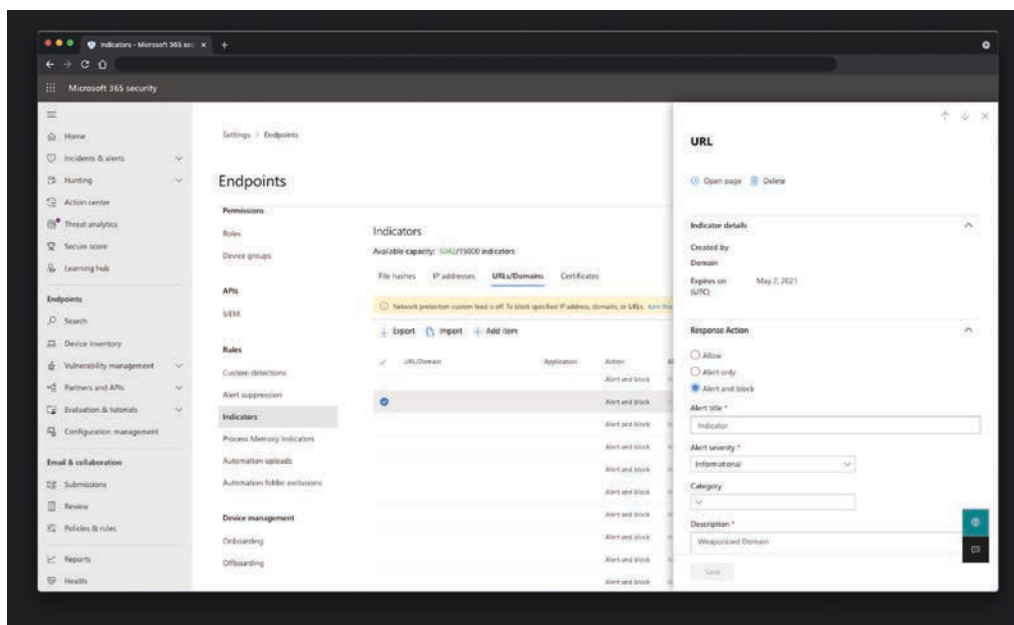 Indicators - Microsoft 365 sec
Microsoft 365 security
Home
Incidents & alerts
Hunting
Action center
Threat analytics
Secure score
Learning hub
Endpoints
Search
Device inventory
Vulnerability management
Partners and APIs
Evaluation & tutorials
Configuration management
Email & collaboration
Submissions
Review
Policies & rules
Reports
Health
Settings > Endpoints
Endpoints
Permissions
Roles
Device groups
APIs
SIEM
Rules
Custom detections
Alert suppression
Indicators
Process Memory Indicators
Automation uploads
Automation folder exclusions
Device management
Onboarding
Offboarding
Indicators
Available capacity: /15000 indicators
File hashes IP addresses URLs/Domains Certificates
Network protection custom feed is off. To block specified IP address, domains, or URLs.
Export Import Add item
URL/Domain Application Action
Alert and block
Alert and block
Alert and block
Alert and block
Alert and block
Alert and block
Alert and block
Alert and block
Alert and block
Alert and block
URL
Open page Delete
Indicator details
Created by
Domain
Expires on May 2, 2021
(UTC)
Response Action
Allow
Alert only
Alert and block
Alert title *
Indicator
Alert severity *
Informational
Category
Description *
Weaponized Domain
Save